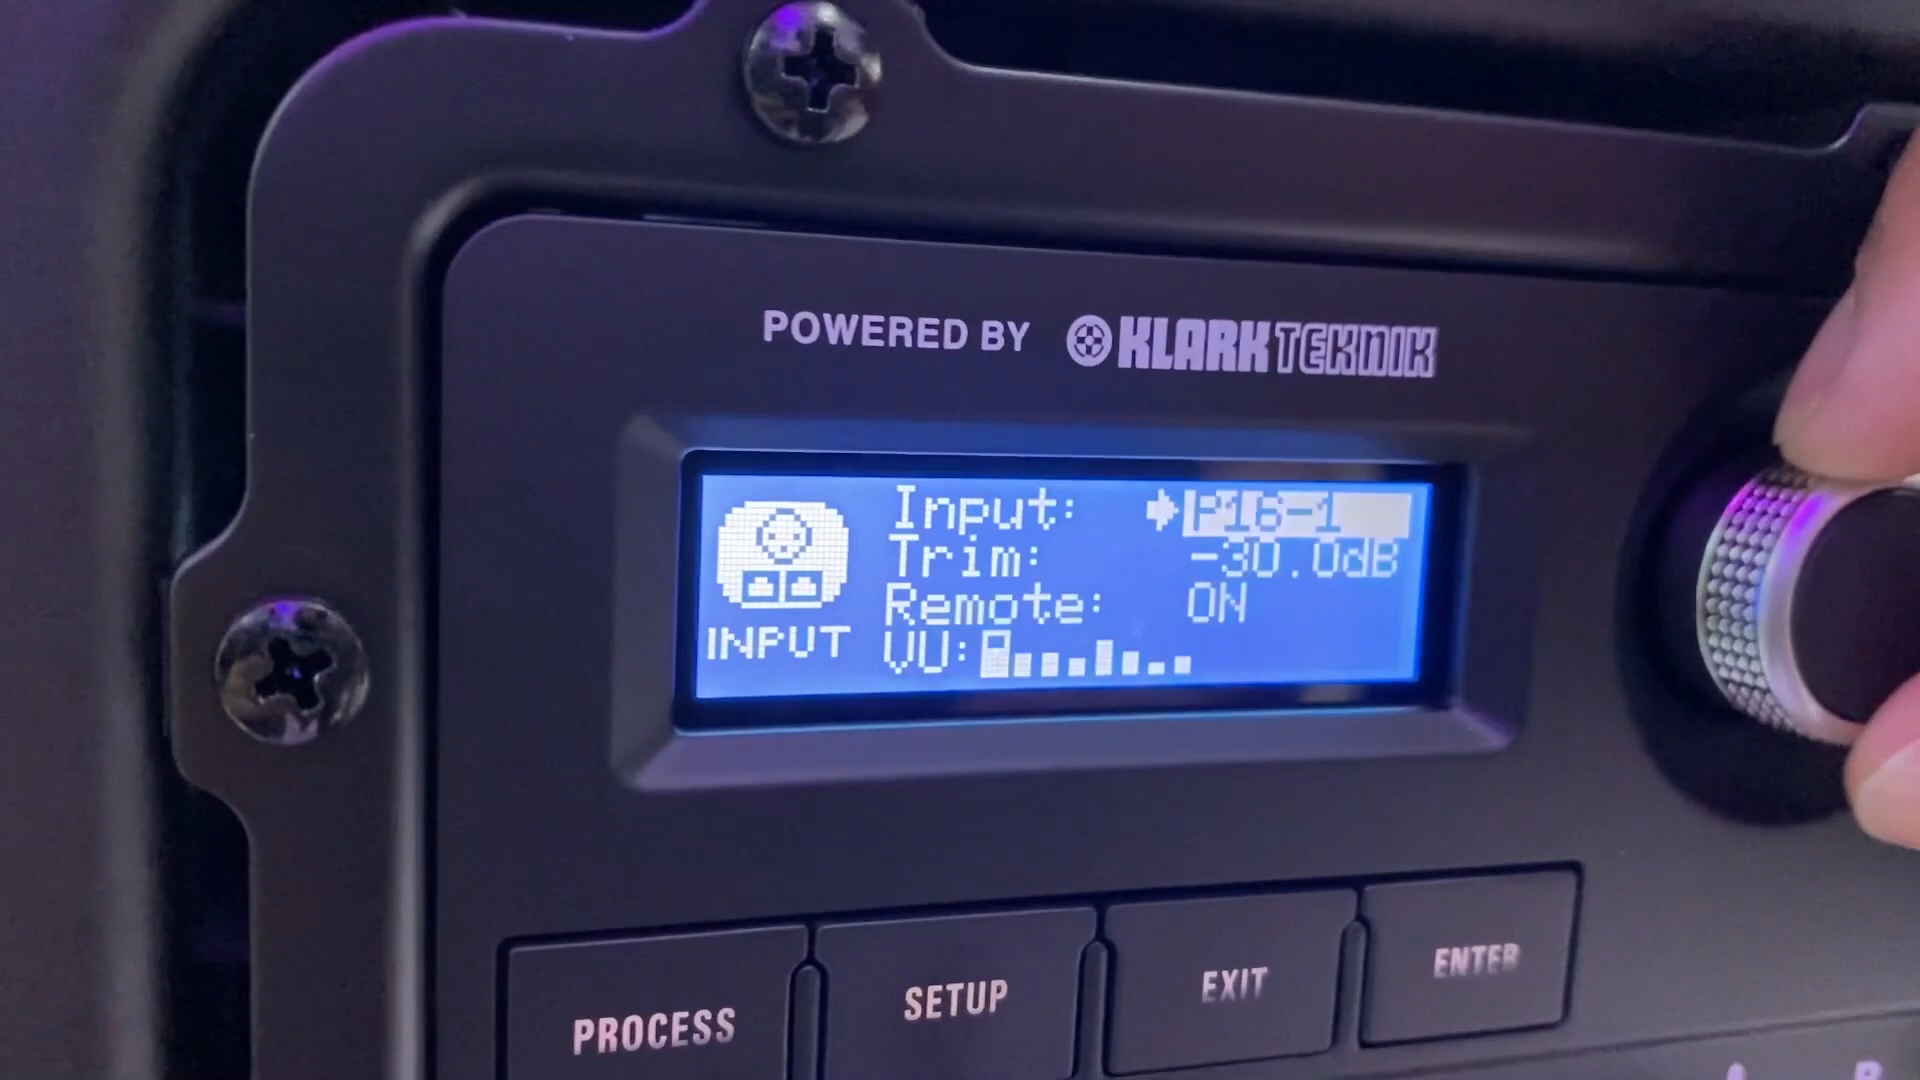 POWERED BY KLARK TEKNIK
Input: P16-1
Trim: -30.0dB
Remote: ON
VU:
INPUT
PROCESS
SETUP
EXIT
ENTER